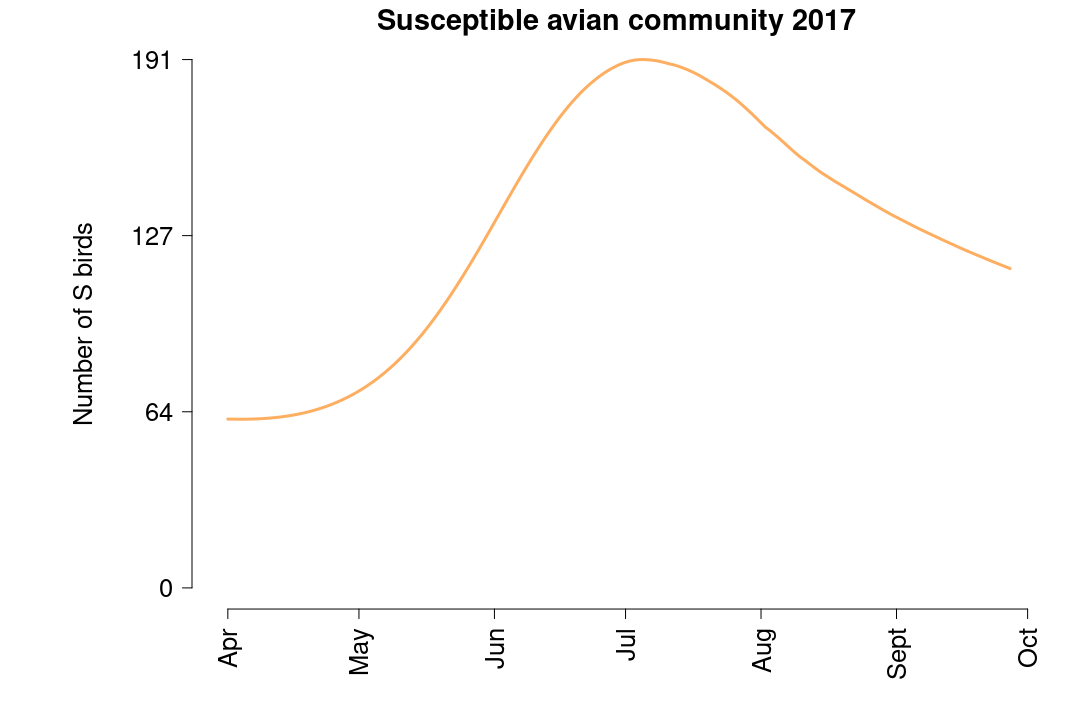 Susceptible avian community 2017
191
127
64
0
Number of S birds
Apr
May
Jun
Jul
Aug
Sept
Oct